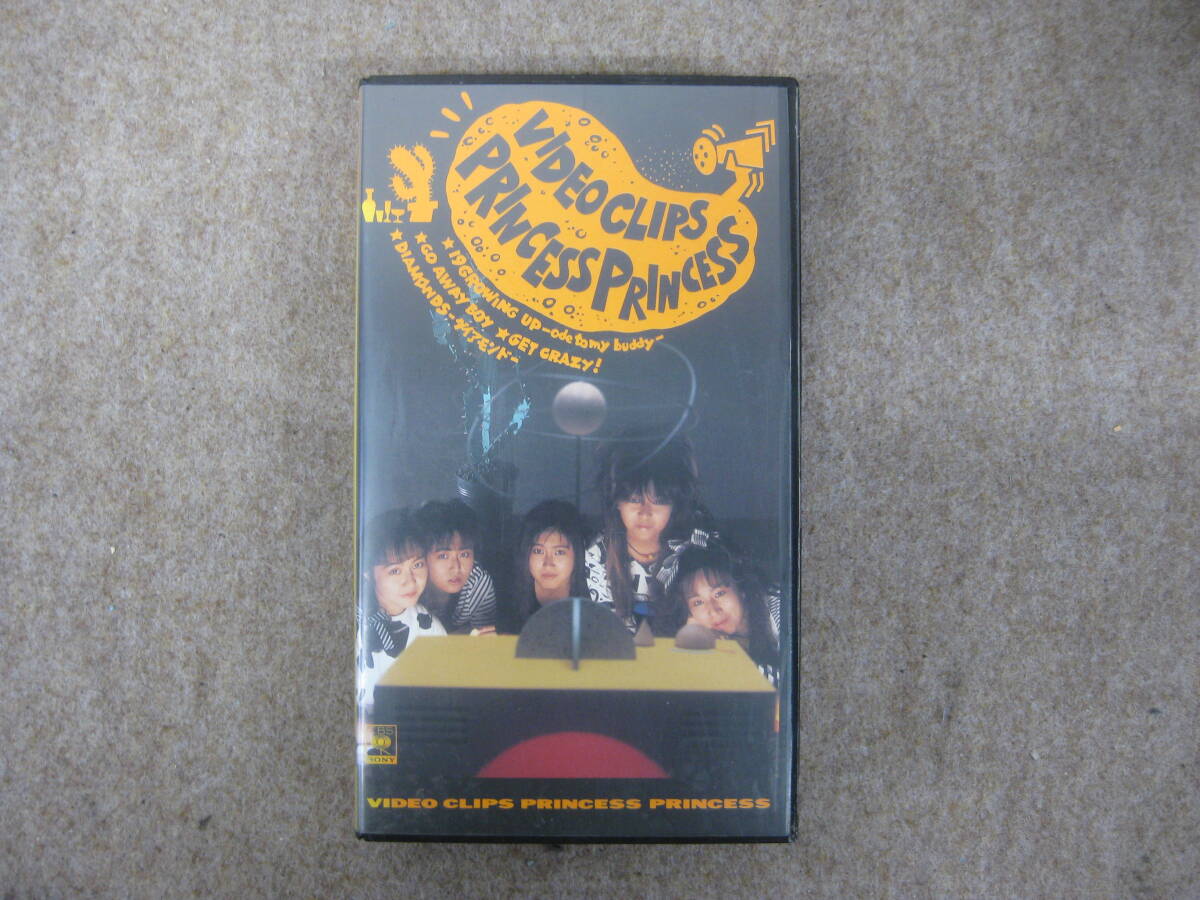 VIDEO CLIPS
PRINCESS PRINCESS
★19 GROWING UP -ode to my buddy-
★GO AWAY BOY ★GET CRAZY!
★DIAMONDS-ダイアモンド-
CBS
SONY
VIDEO CLIPS PRINCESS PRINCESS